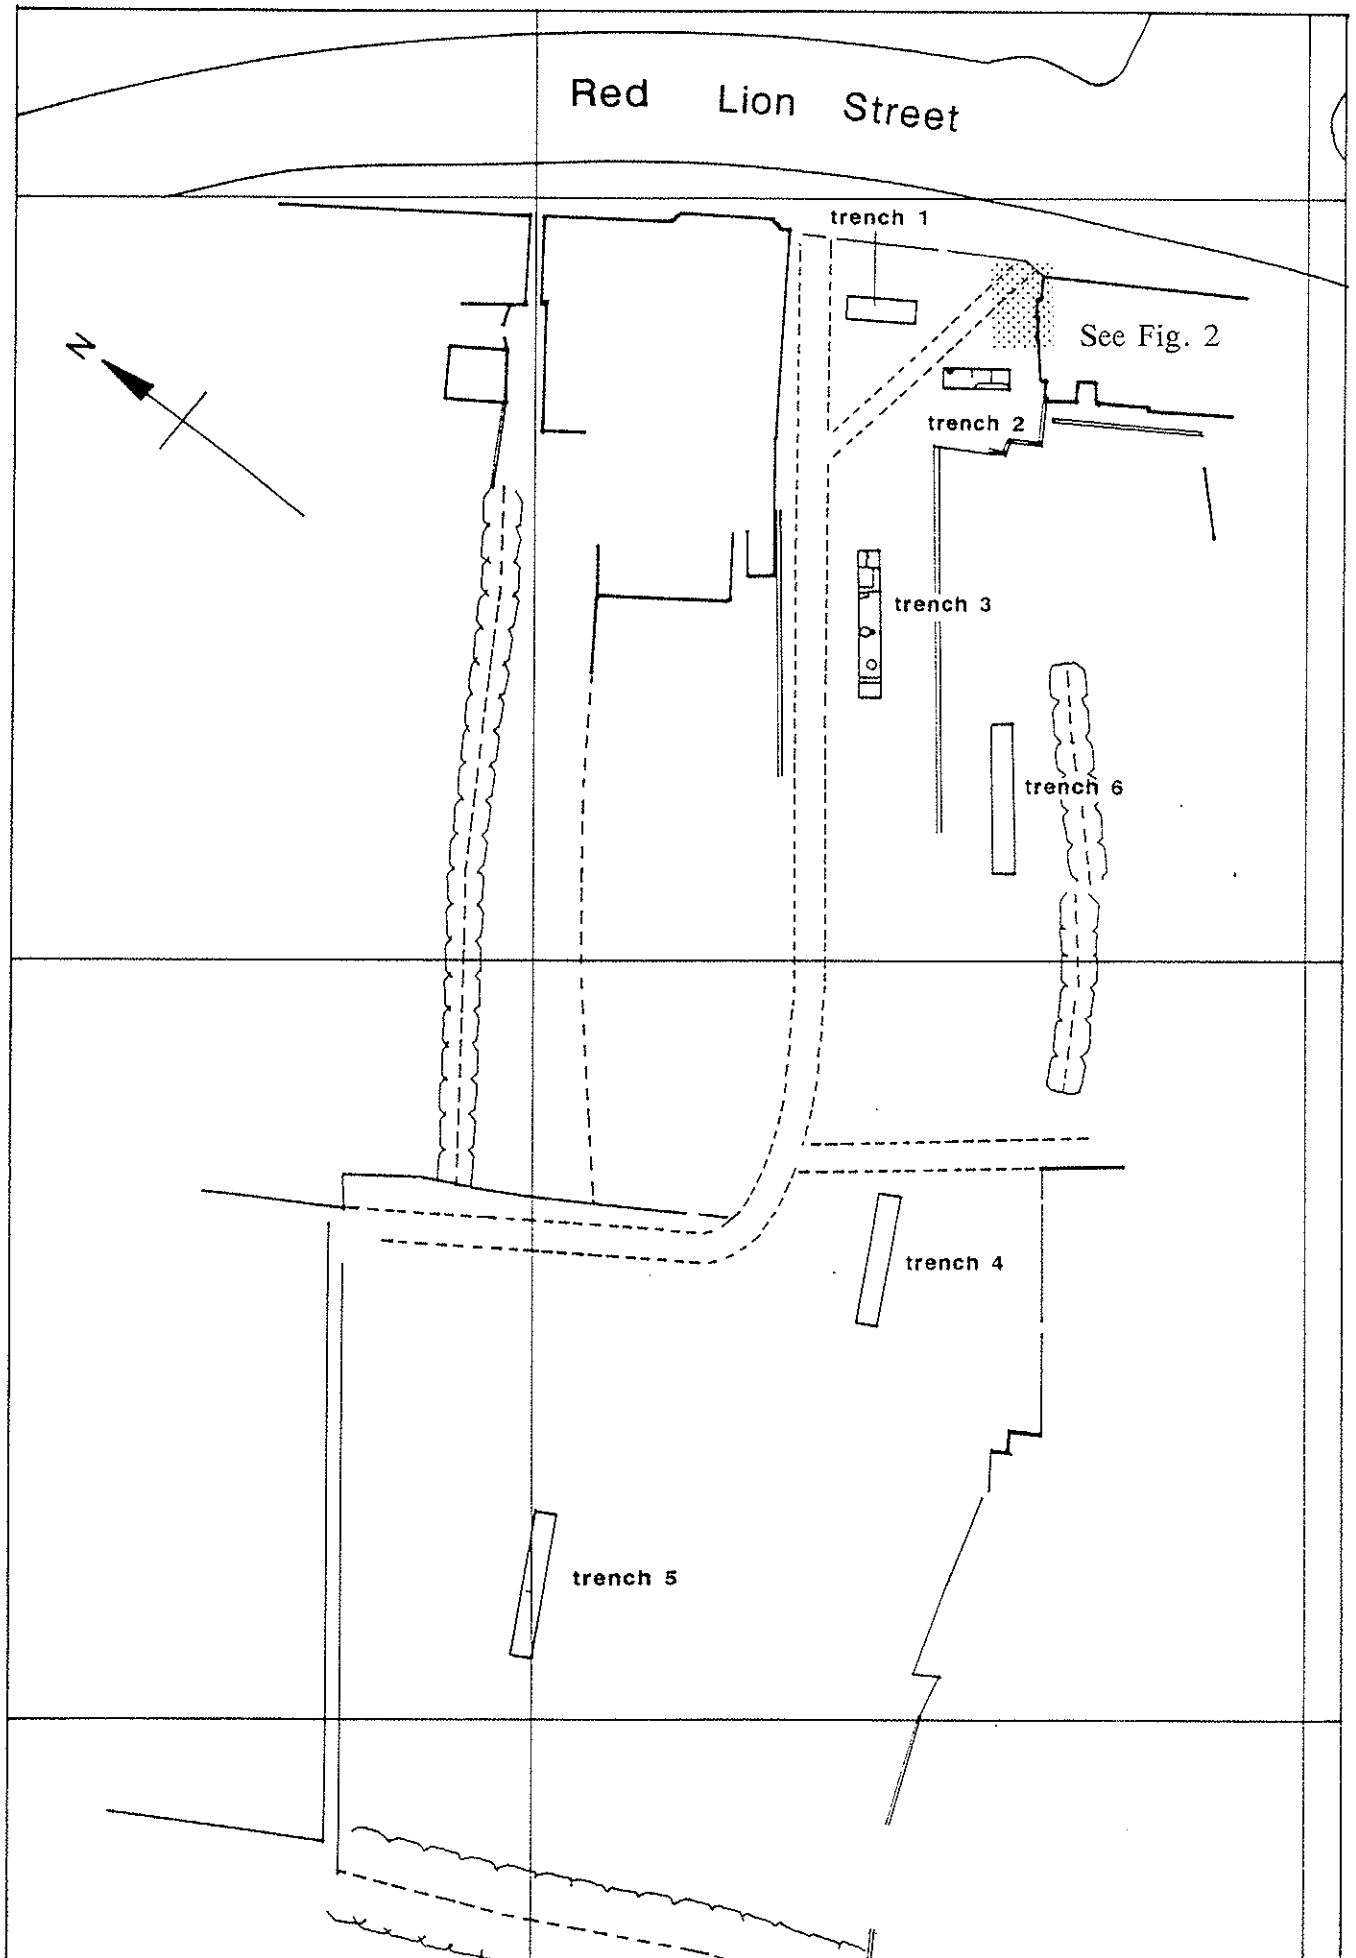 Red Lion Street
trench 1
N
See Fig. 2
trench 2
trench 3
trench 6
trench 4
trench 5